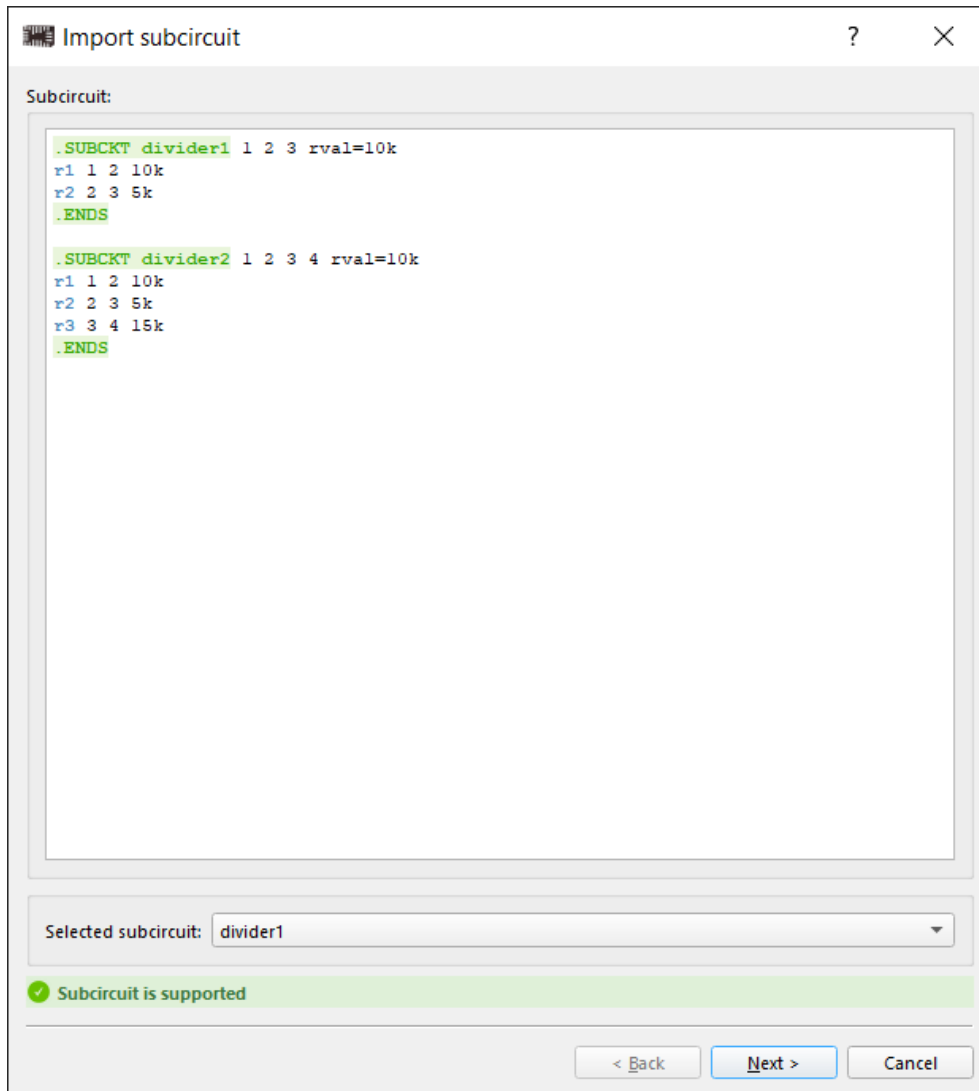 Import subcircuit ?
Subcircuit:
.SUBCKT divider1 1 2 3 rval=10k
r1 1 2 10k
r2 2 3 5k
.ENDS
.SUBCKT divider2 1 2 3 4 rval=10k
r1 1 2 10k
r2 2 3 5k
r3 3 4 15k
.ENDS
Selected subcircuit: divider1
Subcircuit is supported
< Back Next > Cancel